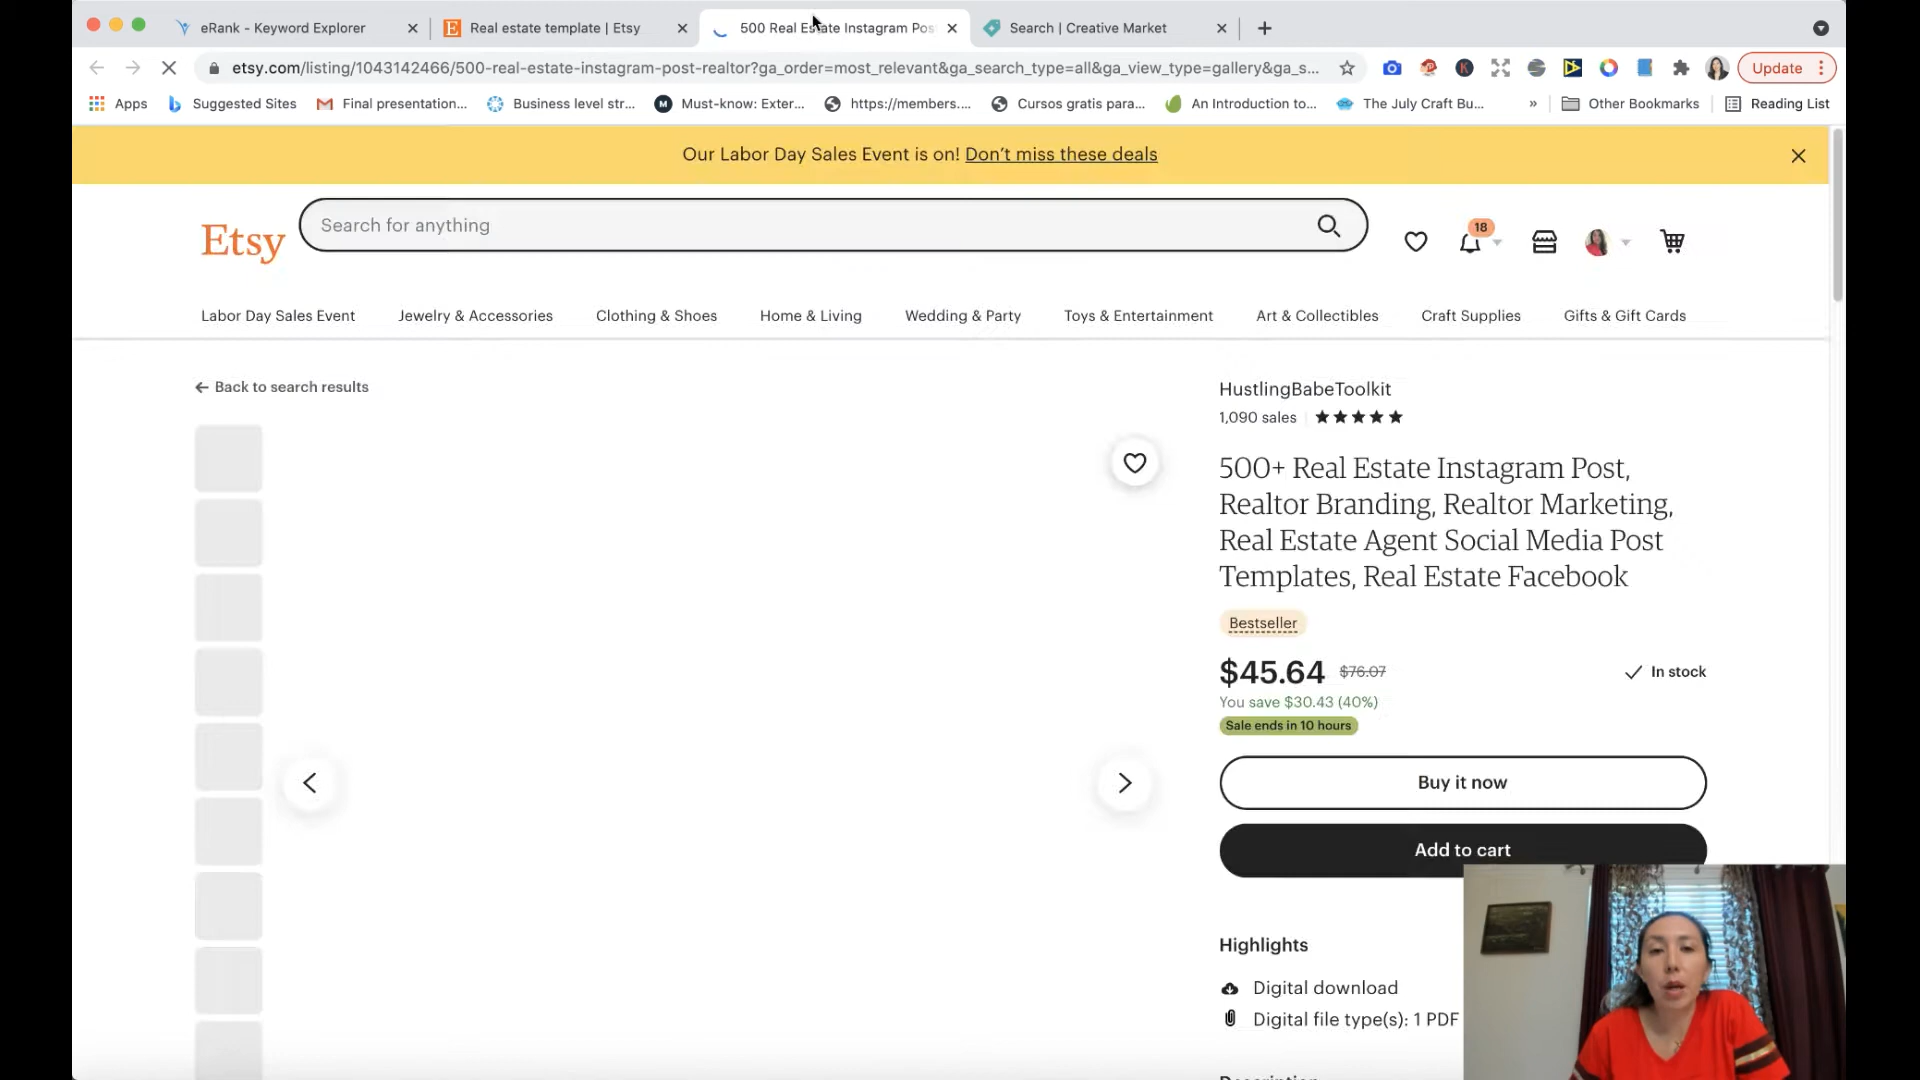 eRank - Keyword Explorer
Real estate template | Etsy
500 Real Estate Instagram Pos
Search | Creative Market
etsy.com/listing/1043142466/500-real-estate-instagram-post-realtor?ga_order=most_relevant&ga_search_type=all&ga_view_type=gallery&ga_s...
Update
Apps
Suggested Sites
Final presentation...
Business level str...
Must-know: Exter...
https://members....
Cursos gratis para...
An Introduction to...
The July Craft Bu...
»
Other Bookmarks
Reading List
Our Labor Day Sales Event is on! Don't miss these deals
Etsy
Search for anything
18
Labor Day Sales Event
Jewelry & Accessories
Clothing & Shoes
Home & Living
Wedding & Party
Toys & Entertainment
Art & Collectibles
Craft Supplies
Gifts & Gift Cards
Back to search results
HustlingBabeToolkit
1,090 sales
500+ Real Estate Instagram Post,
Realtor Branding, Realtor Marketing,
Real Estate Agent Social Media Post
Templates, Real Estate Facebook
Bestseller
$45.64 $76.07
In stock
You save $30.43 (40%)
Sale ends in 10 hours
Buy it now
Add to cart
Highlights
Digital download
Digital file type(s): 1 PDF